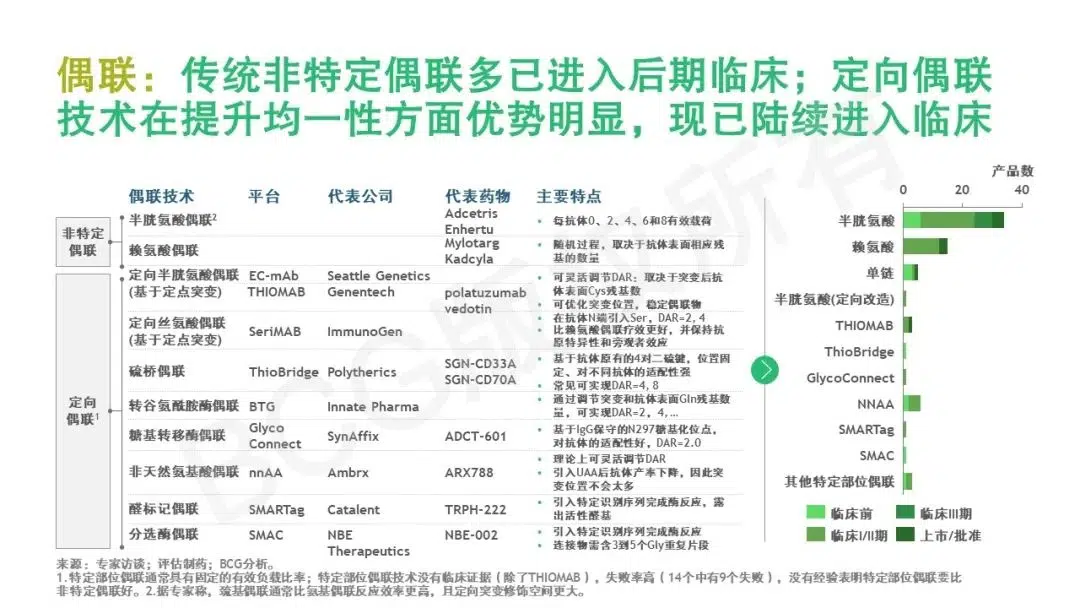 偶联：传统非特定偶联多已进入后期临床；定向偶联
技术在提升均一性方面优势明显，现已陆续进入临床
偶联技术 平台 代表公司 代表药物 主要特点
非特定
偶联
半胱氨酸偶联2
Adcetris
Enhertu
• 每抗体0、2、4、6和8有效载荷
赖氨酸偶联
Mylotarg
Kadcyla
• 随机过程，取决于抗体表面相应残
基的数量
定向
偶联1
定向半胱氨酸偶联
(基于定点突变)
EC-mAb
THIOMAB
Seattle Genetics
Genentech
polatuzumab
vedotin
• 可灵活调节DAR：取决于突变后抗
体表面Cys残基数
• 可优化突变位置，稳定偶联物
定向丝氨酸偶联
(基于定点突变)
SeriMAB
ImmunoGen
• 在抗体N端引入Ser，DAR=2, 4
• 比赖氨酸偶联疗效更好，并保持抗
原特异性和旁观者效应
硫桥偶联
ThioBridge
Polytherics
SGN-CD33A
SGN-CD70A
• 基于抗体原有的4对二硫键，位置固
定、对不同抗体的适配性强
• 常见可实现DAR=4, 8
转谷氨酰胺酶偶联
BTG
Innate Pharma
• 通过调节突变和抗体表面Gln残基数
量，可实现DAR=2，4,...
糖基转移酶偶联
Glyco
Connect
SynAffix
ADCT-601
• 基于IgG保守的N297糖基化位点，
对抗体的适配性好，DAR=2.0
非天然氨基酸偶联
nnAA
Ambrx
ARX788
• 理论上可灵活调节DAR
• 引入UAA后抗体产率下降，因此突
变位置不会太多
醛标记偶联
SMARTag
Catalent
TRPH-222
• 引入特定识别序列完成酶反应，露
出活性醛基
分选酶偶联
SMAC
NBE
Therapeutics
NBE-002
• 引入特定识别序列完成酶反应
• 连接物需含3到5个Gly重复片段
产品数
0 20 40
半胱氨酸
赖氨酸
单链
半胱氨酸(定向改造)
THIOMAB
ThioBridge
GlycoConnect
NNAA
SMARTag
SMAC
其他特定部位偶联
临床前 临床III期
临床I/II期 上市/批准
来源：专家访谈；评估制药；BCG分析。
1.特定部位偶联通常具有固定的有效负载比率；特定部位偶联技术没有临床证据（除了THIOMAB），失败率高（14个中有9个失败），没有经验表明特定部位偶联要比
非特定偶联好。2.据专家称，巯基偶联通常比氨基偶联反应效率更高，且定向突变修饰空间更大。
BCG版权所有